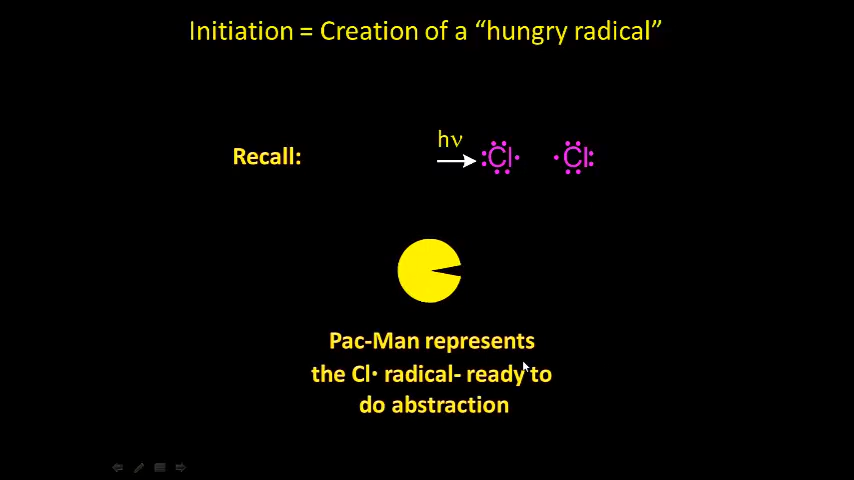 Initiation = Creation of a “hungry radical”
hν
Recall: Cl Cl
Pac-Man represents
the Cl· radical- ready to
do abstraction